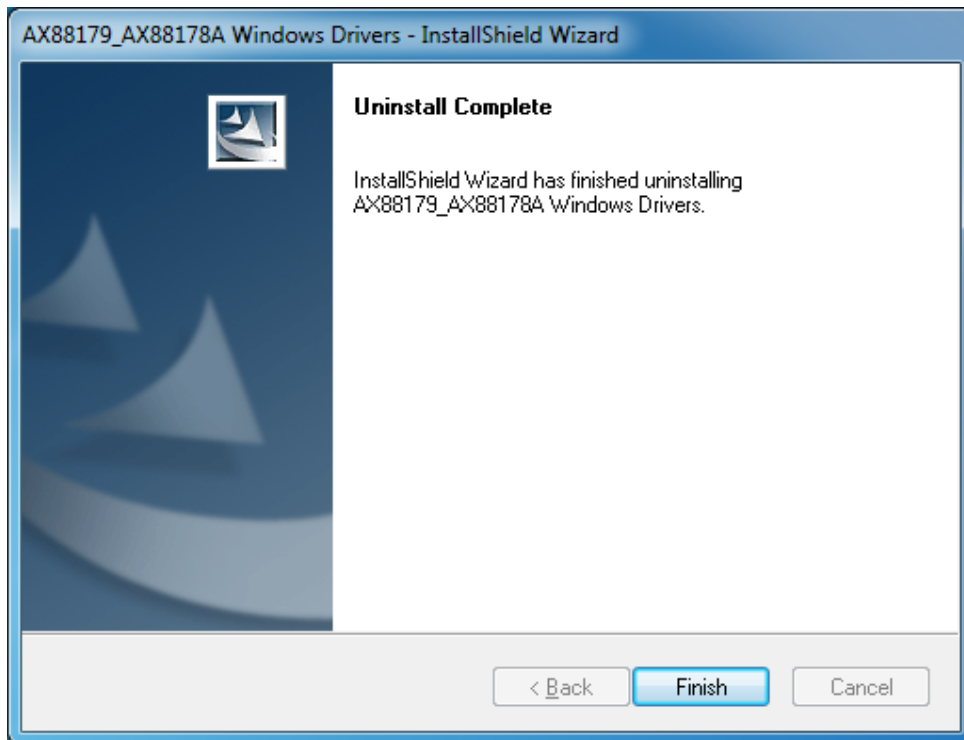 AX88179_AX88178A Windows Drivers - InstallShield Wizard
Uninstall Complete
InstallShield Wizard has finished uninstalling
AX88179_AX88178A Windows Drivers.
< Back Finish Cancel